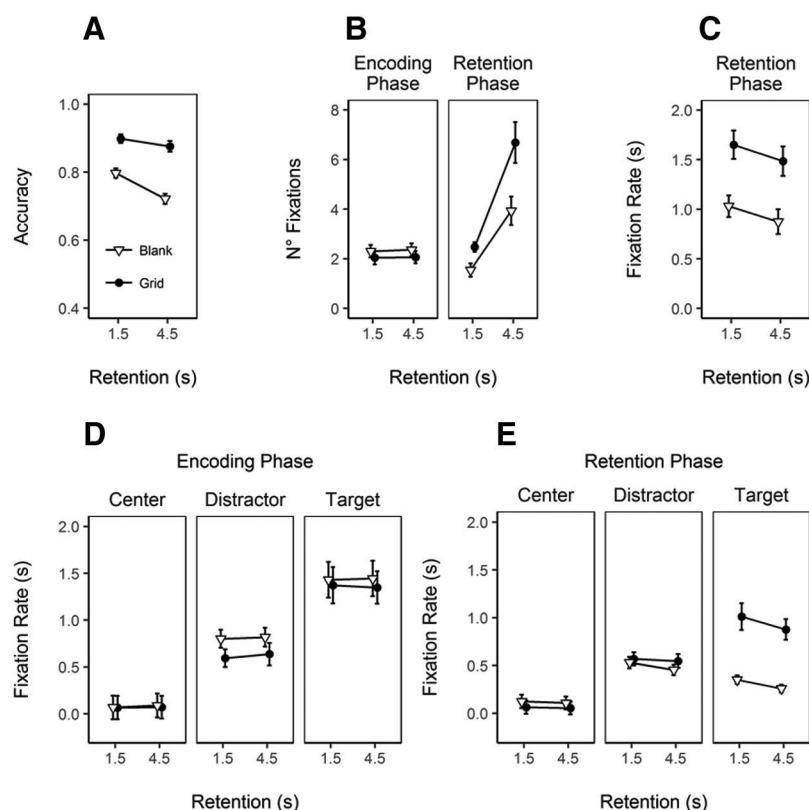 A
B
C
Encoding Phase
Retention Phase
Retention Phase
Accuracy
1.0
0.8
0.6
0.4
Blank
Grid
1.5 4.5
Retention (s)
N° Fixations
8
6
4
2
0
1.5 4.5
1.5 4.5
Retention (s)
Fixation Rate (s)
2.0
1.5
1.0
0.5
0.0
1.5 4.5
Retention (s)
D
E
Encoding Phase
Center Distractor Target
Fixation Rate (s)
2.0
1.5
1.0
0.5
0.0
1.5 4.5 1.5 4.5 1.5 4.5
Retention (s)
Retention Phase
Center Distractor Target
Fixation Rate (s)
2.0
1.5
1.0
0.5
0.0
1.5 4.5 1.5 4.5 1.5 4.5
Retention (s)